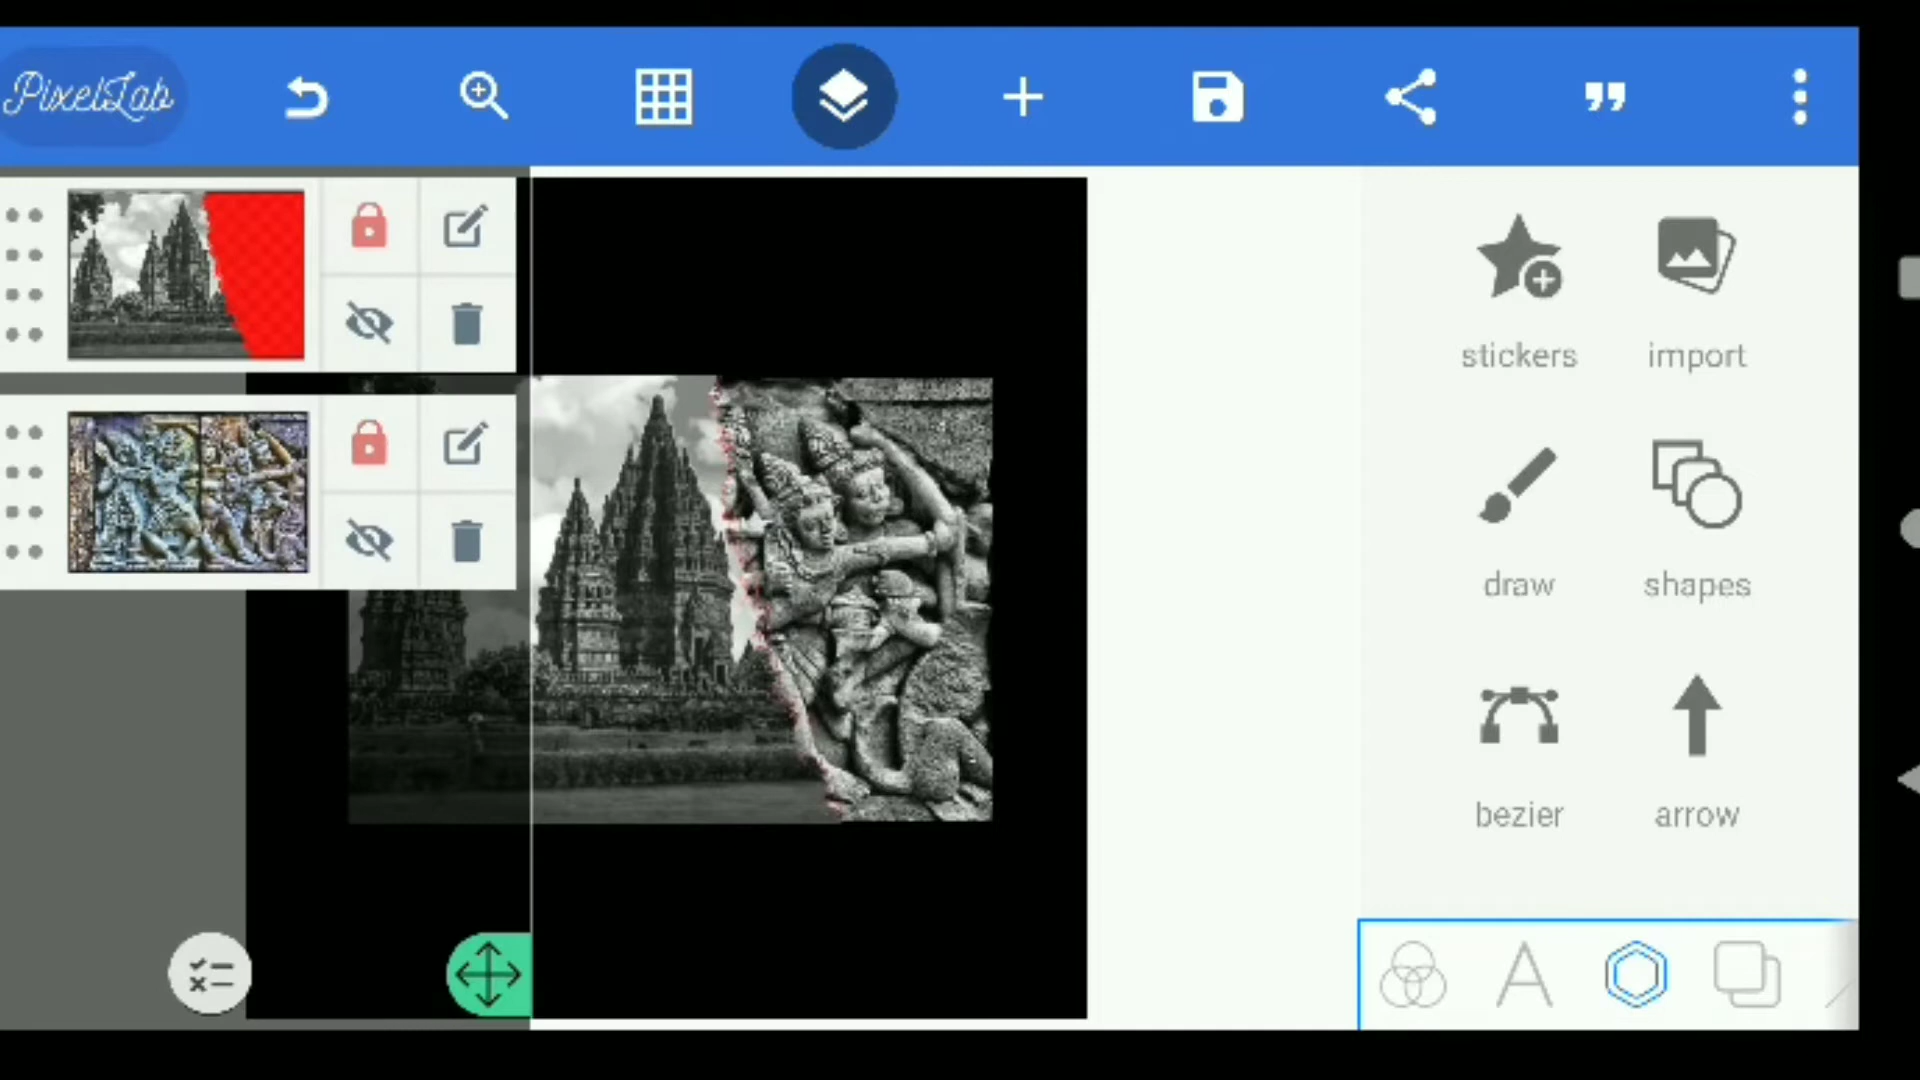 PixelLab
stickers
import
draw
shapes
bezier
arrow